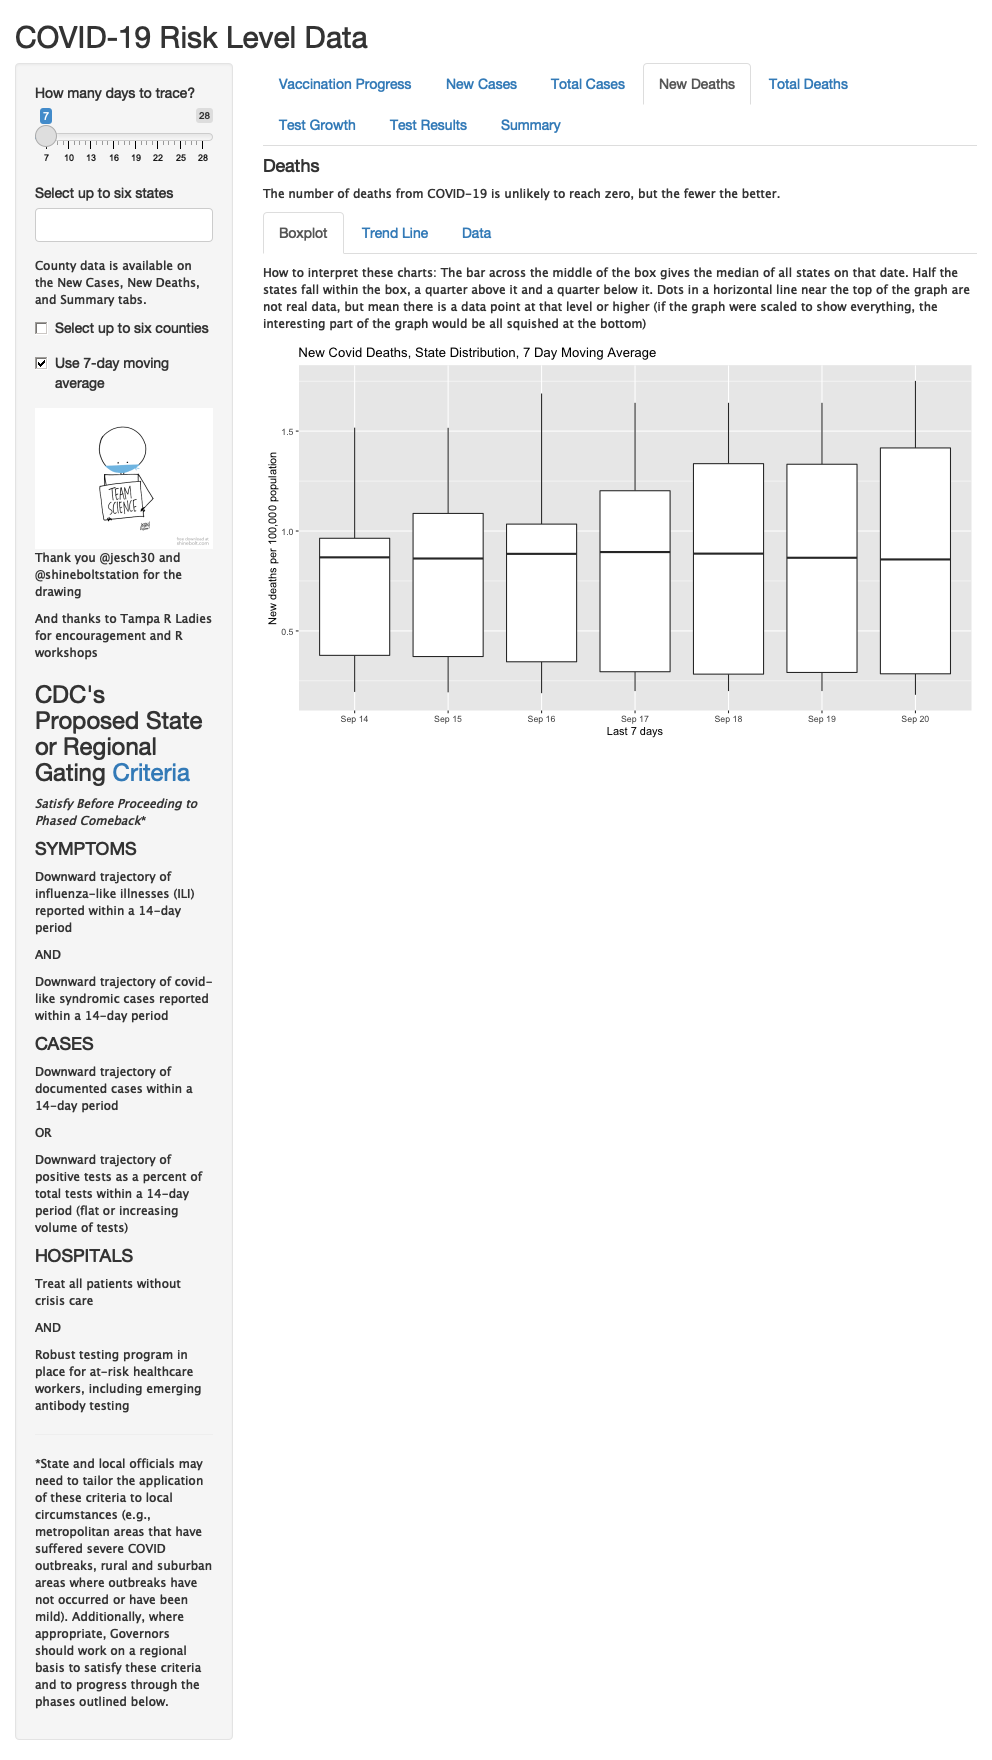 COVID-19 Risk Level Data
How many days to trace?
7
28
7 10 13 16 19 22 25 28
Select up to six states
County data is available on
the New Cases, New Deaths,
and Summary tabs.
Select up to six counties
Use 7-day moving
average
TEAM
SCIENCE
Thank you @jesch30 and
@shineboltstation for the
drawing
And thanks to Tampa R Ladies
for encouragement and R
workshops
CDC's
Proposed State
or Regional
Gating Criteria
Satisfy Before Proceeding to
Phased Comeback*
SYMPTOMS
Downward trajectory of
influenza-like illnesses (ILI)
reported within a 14-day
period
AND
Downward trajectory of covid-
like syndromic cases reported
within a 14-day period
CASES
Downward trajectory of
documented cases within a
14-day period
OR
Downward trajectory of
positive tests as a percent of
total tests within a 14-day
period (flat or increasing
volume of tests)
HOSPITALS
Treat all patients without
crisis care
AND
Robust testing program in
place for at-risk healthcare
workers, including emerging
antibody testing
*State and local officials may
need to tailor the application
of these criteria to local
circumstances (e.g.,
metropolitan areas that have
suffered severe COVID
outbreaks, rural and suburban
areas where outbreaks have
not occurred or have been
mild). Additionally, where
appropriate, Governors
should work on a regional
basis to satisfy these criteria
and to progress through the
phases outlined below.
Vaccination Progress New Cases Total Cases New Deaths Total Deaths
Test Growth Test Results Summary
Deaths
The number of deaths from COVID-19 is unlikely to reach zero, but the fewer the better.
Boxplot Trend Line Data
How to interpret these charts: The bar across the middle of the box gives the median of all states on that date. Half the
states fall within the box, a quarter above it and a quarter below it. Dots in a horizontal line near the top of the graph are
not real data, but mean there is a data point at that level or higher (if the graph were scaled to show everything, the
interesting part of the graph would be all squished at the bottom)
New Covid Deaths, State Distribution, 7 Day Moving Average
New deaths per 100,000 population
1.5
1.0
0.5
Sep 14 Sep 15 Sep 16 Sep 17 Sep 18 Sep 19 Sep 20
Last 7 days